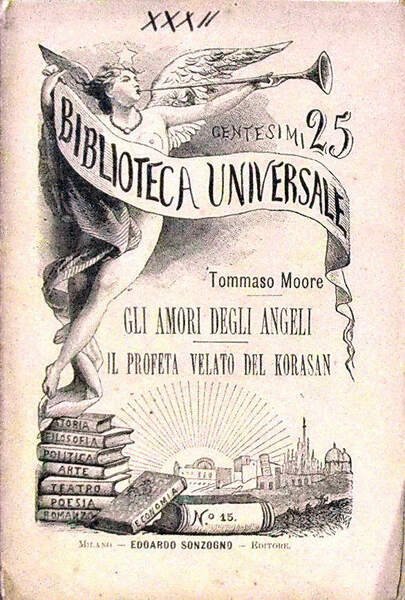 XXXII
CENTESIMI 25
BIBLIOTECA UNIVERSALE
Tommaso Moore
GLI AMORI DEGLI ANGELI
IL PROFETA VELATO DEL KORASAN
STORIA
FILOSOFIA
POLITICA
ARTE
TEATRO
POESIA
ROMANZO
ECONOMIA
N.o 15.
MILANO — EDOARDO SONZOGNO — EDITORE.